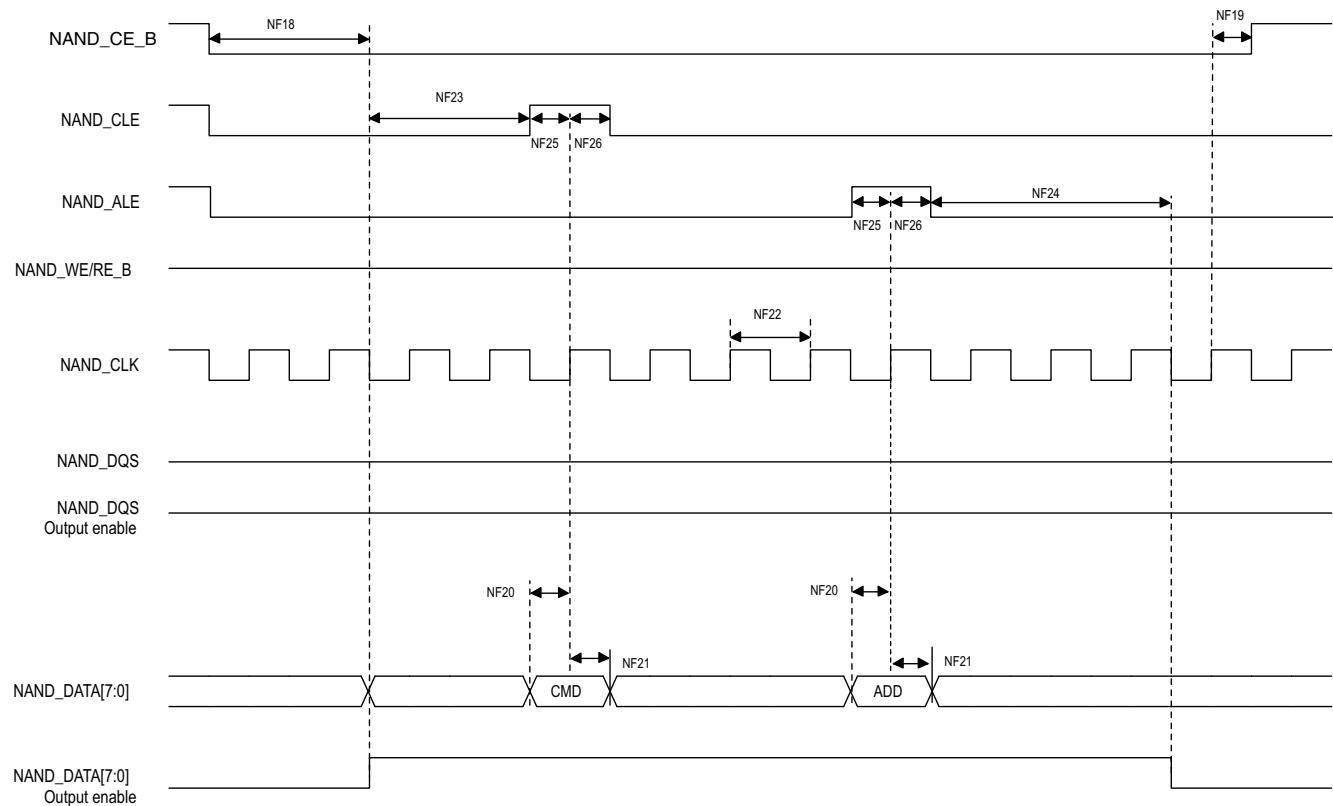 NF19
NF18
NAND_CE_B
NF23
NAND_CLE
NF25 NF26
NF24
NAND_ALE
NF25 NF26
NAND_WE/RE_B
NF22
NAND_CLK
NAND_DQS
NAND_DQS
Output enable
NF20
NF20
NF21
NF21
NAND_DATA[7:0]
CMD
ADD
NAND_DATA[7:0]
Output enable